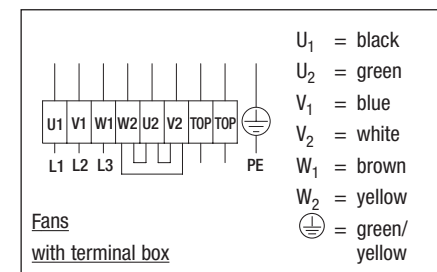 U1 V1 W1 W2 U2 V2 TOP TOP
L1 L2 L3 PE
Fans
with terminal box
U₁ = black
U₂ = green
V₁ = blue
V₂ = white
W₁ = brown
W₂ = yellow
⏚ = green/
yellow